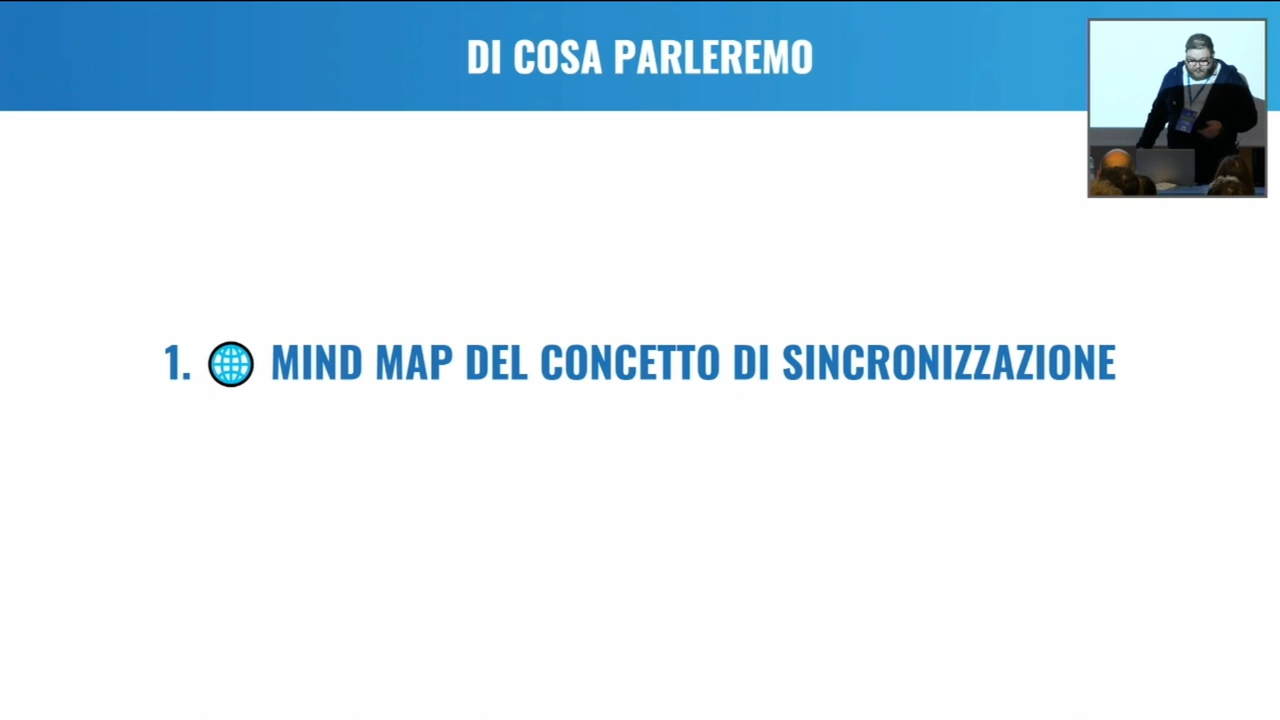 DI COSA PARLEREMO
1. 🌐 MIND MAP DEL CONCETTO DI SINCRONIZZAZIONE